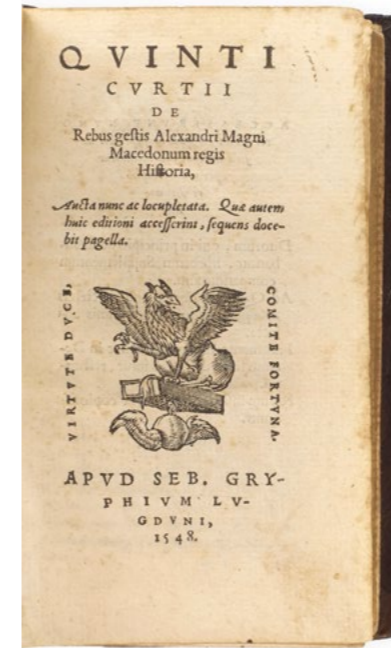 QVINTI
CVRTII
DE
Rebus gestis Alexandri Magni
Macedonum regis
Historia,
Aucta nunc ac locupletata. Quæ autem
huic editioni accesserint, sequens doce-
bit pagella.
VIRTVTE DVCE,
COMITE FORTVNA.
APVD SEB. GRY-
PHIVM LV-
GDVNI,
1548.